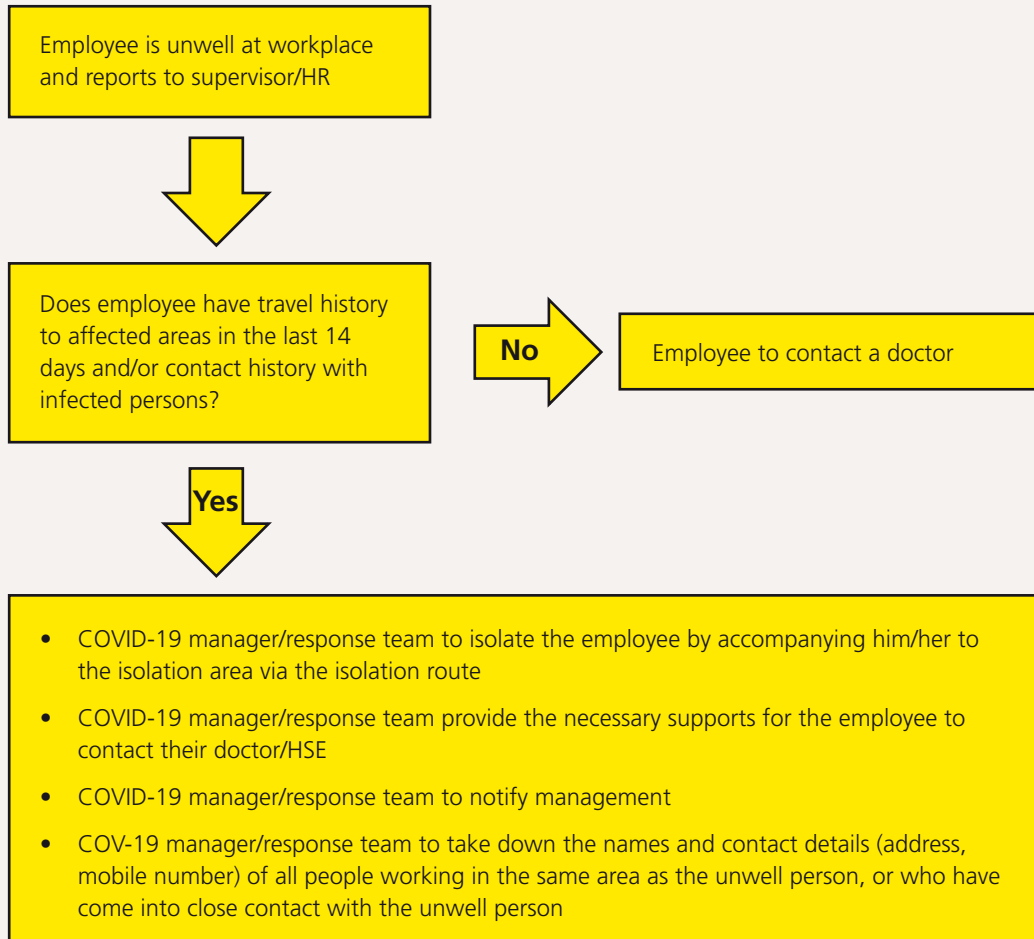 Employee is unwell at workplace
and reports to supervisor/HR
Does employee have travel history
to affected areas in the last 14
days and/or contact history with
infected persons?
No
Employee to contact a doctor
Yes
• COVID-19 manager/response team to isolate the employee by accompanying him/her to
the isolation area via the isolation route
• COVID-19 manager/response team provide the necessary supports for the employee to
contact their doctor/HSE
• COVID-19 manager/response team to notify management
• COV-19 manager/response team to take down the names and contact details (address,
mobile number) of all people working in the same area as the unwell person, or who have
come into close contact with the unwell person